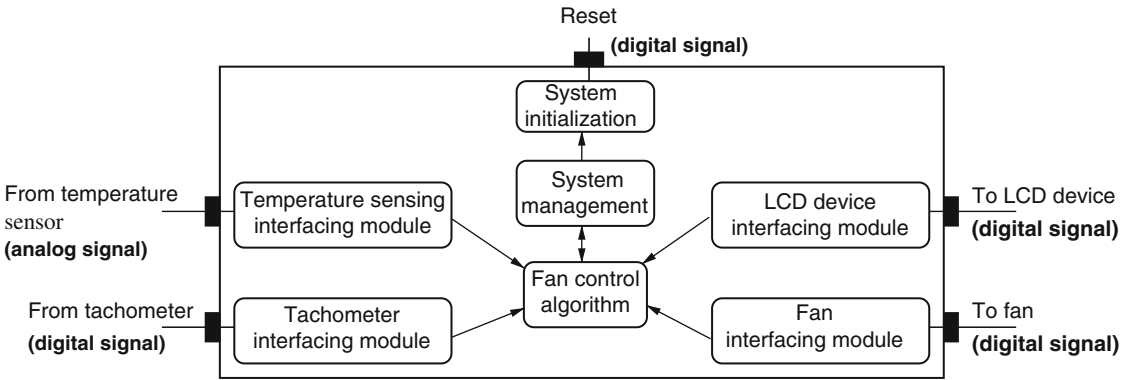 Reset
(digital signal)
System
initialization
System
management
From temperature
sensor
(analog signal)
Temperature sensing
interfacing module
LCD device
interfacing module
To LCD device
(digital signal)
Fan control
algorithm
From tachometer
(digital signal)
Tachometer
interfacing module
Fan
interfacing module
To fan
(digital signal)